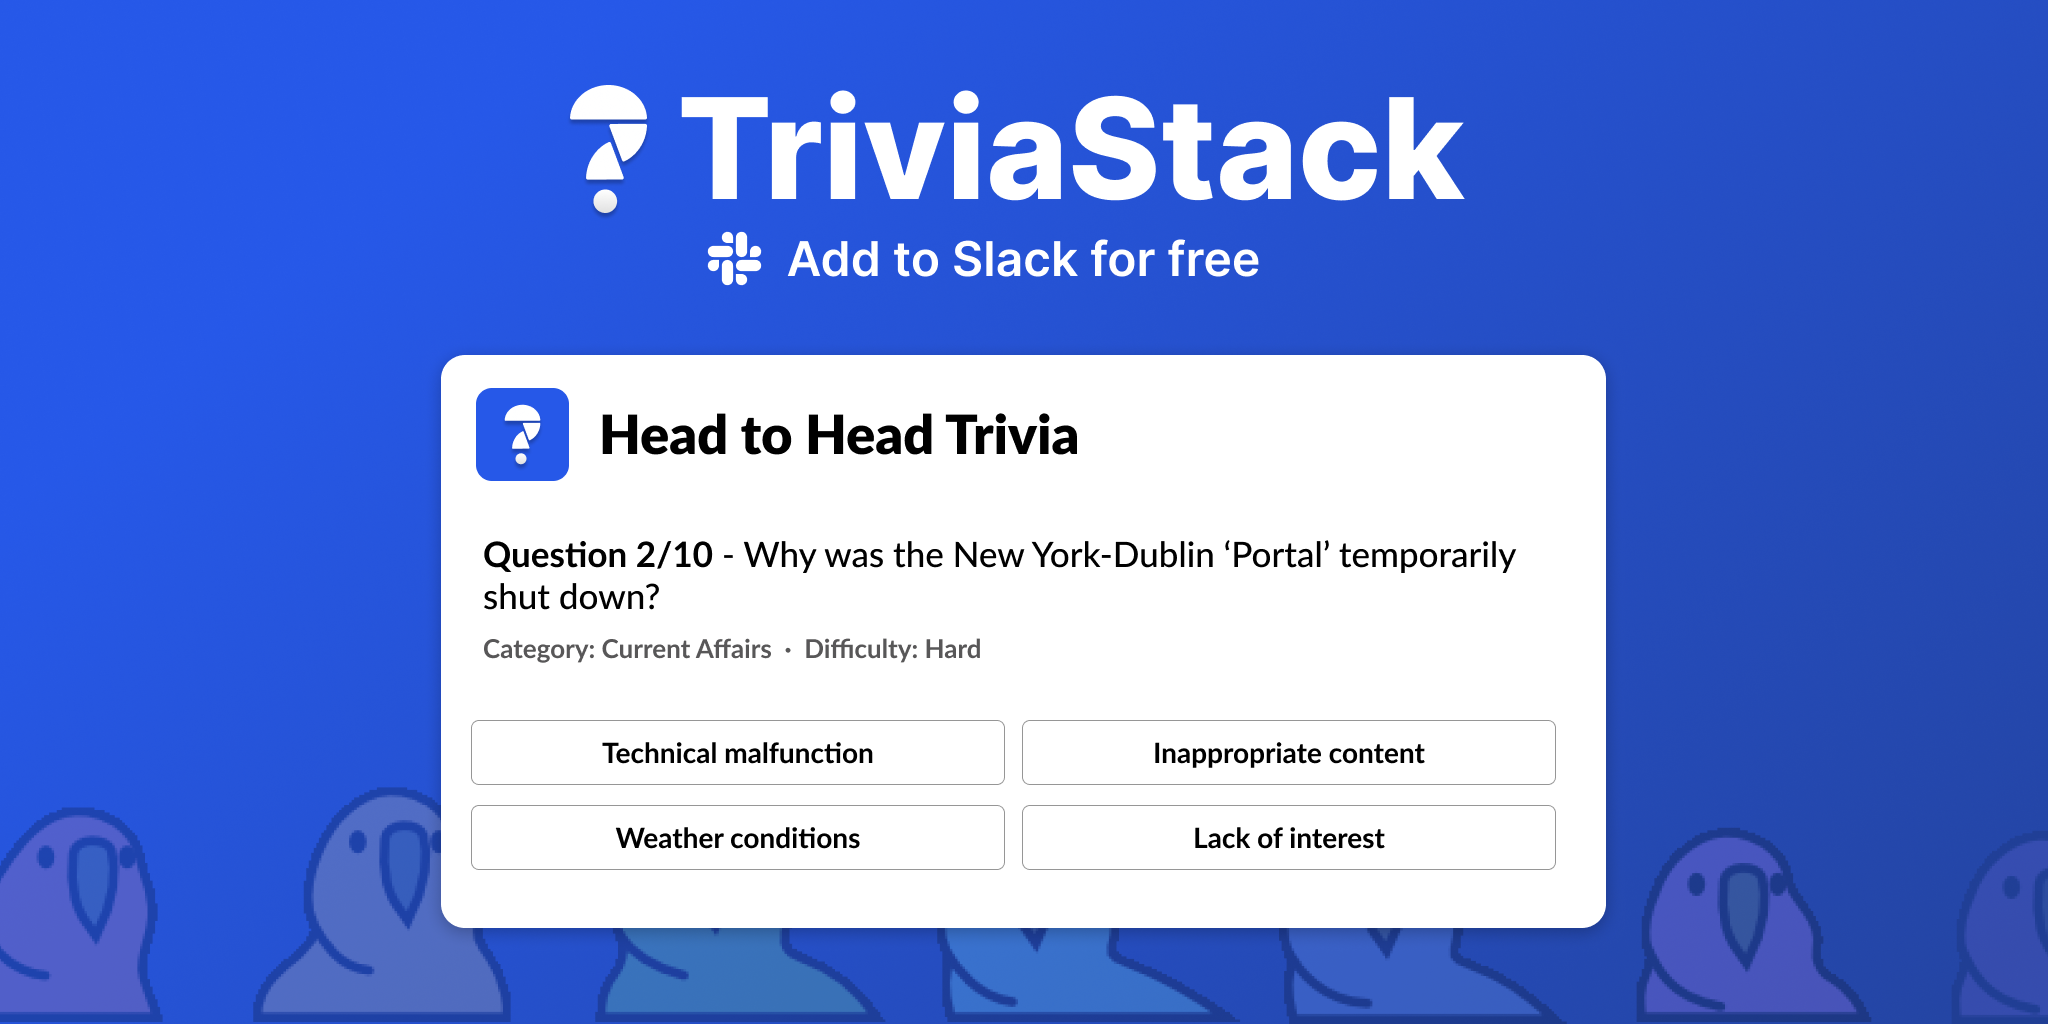 TriviaStack
Add to Slack for free
Head to Head Trivia
Question 2/10 - Why was the New York-Dublin ‘Portal’ temporarily
shut down?
Category: Current Affairs · Difficulty: Hard
Technical malfunction
Inappropriate content
Weather conditions
Lack of interest